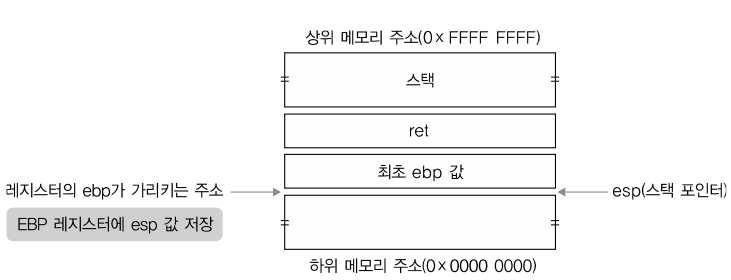 상위 메모리 주소(0×FFFF FFFF)
스택
ret
최초 ebp 값
레지스터의 ebp가 가리키는 주소
esp(스택 포인터)
EBP 레지스터에 esp 값 저장
하위 메모리 주소(0×0000 0000)